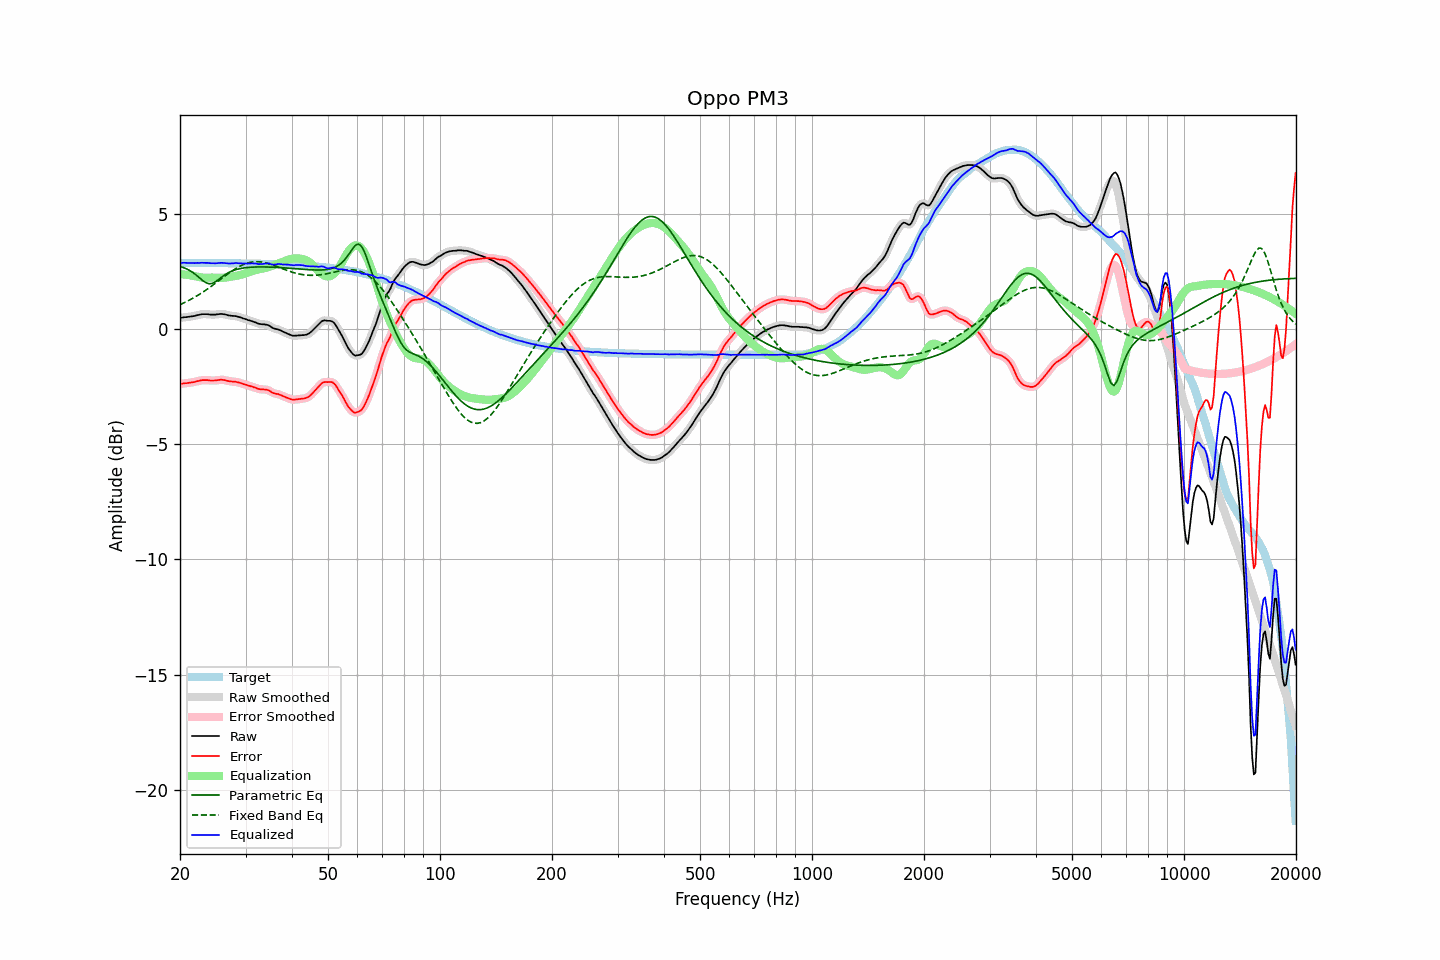 Oppo PM3
Amplitude (dBr)
5
0
−5
−10
−15
−20
Target
Raw Smoothed
Error Smoothed
Raw
Error
Equalization
Parametric Eq
Fixed Band Eq
Equalized
20 50 100 200 500 1000 2000 5000 10000 20000
Frequency (Hz)